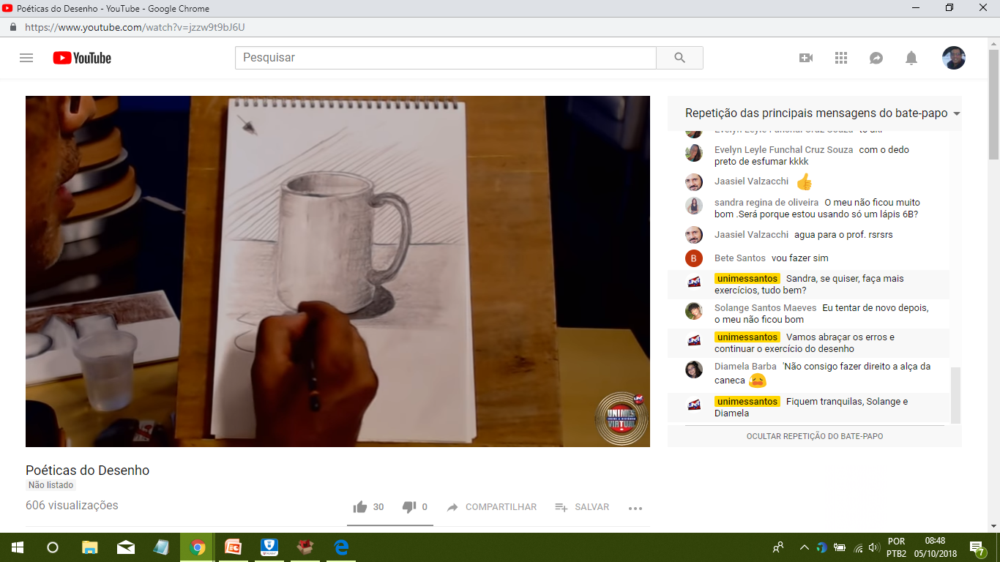 Poéticas do Desenho - YouTube - Google Chrome
https://www.youtube.com/watch?v=jzzw9t9bJ6U
YouTube
Pesquisar
UNIMES
VIRTUAL
Repetição das principais mensagens do bate-papo
Evelyn Leyle Funchal Cruz Souza
Evelyn Leyle Funchal Cruz Souza com o dedo
preto de esfumar kkkk
Jaasiel Valzacchi 👍
sandra regina de oliveira O meu não ficou muito
bom .Será porque estou usando só um lápis 6B?
Jaasiel Valzacchi agua para o prof. rsrsrs
B Bete Santos vou fazer sim
unimessantos Sandra, se quiser, faça mais
exercícios, tudo bem?
Solange Santos Maeves Eu tentar de novo depois,
o meu não ficou bom
unimessantos Vamos abraçar os erros e
continuar o exercício do desenho
Diamela Barba 'Não consigo fazer direito a alça da
caneca 😩
unimessantos Fiquem tranquilas, Solange e
Diamela
OCULTAR REPETIÇÃO DO BATE-PAPO
Poéticas do Desenho
Não listado
606 visualizações
30 0 COMPARTILHAR SALVAR
POR
PTB2
08:48
05/10/2018
7